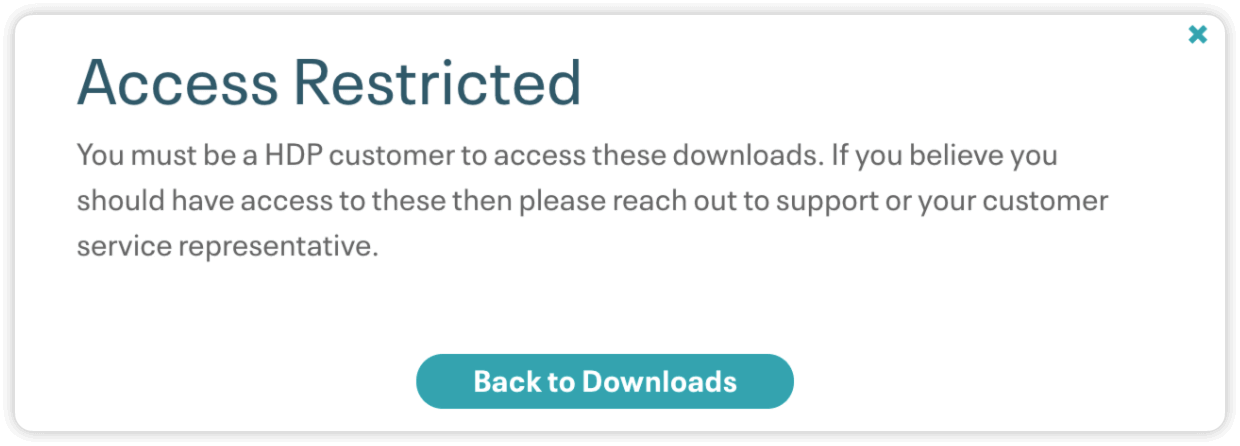 Access Restricted
You must be a HDP customer to access these downloads. If you believe you
should have access to these then please reach out to support or your customer
service representative.
Back to Downloads